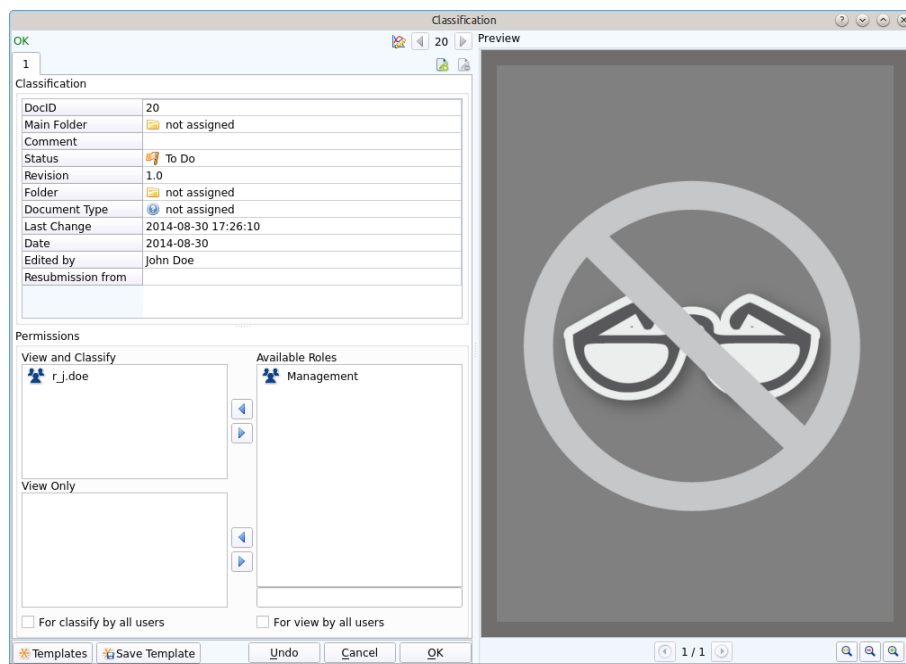 Classification
OK
20
Preview
1
Classification
DocID 20
Main Folder not assigned
Comment
Status To Do
Revision 1.0
Folder not assigned
Document Type not assigned
Last Change 2014-08-30 17:26:10
Date 2014-08-30
Edited by John Doe
Resubmission from
Permissions
View and Classify
Available Roles
r_j.doe
Management
View Only
For classify by all users
For view by all users
Templates
Save Template
Undo
Cancel
OK
1 / 1